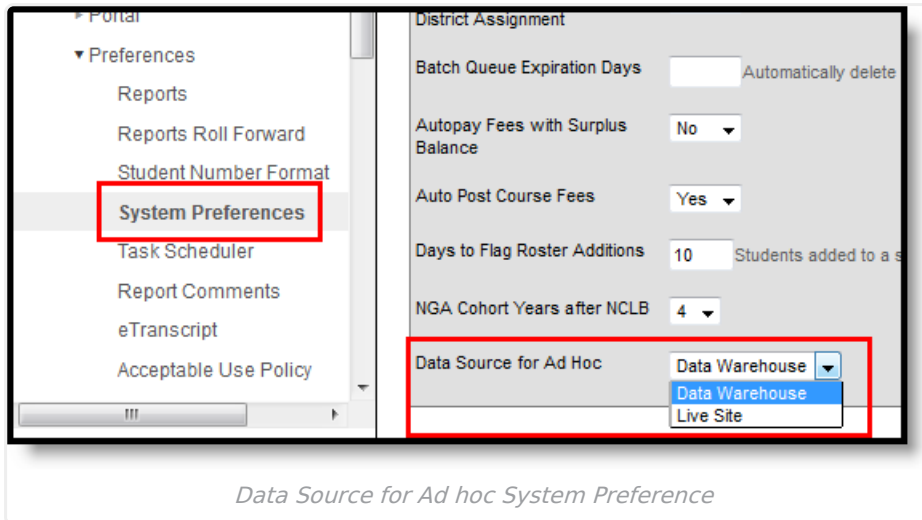 Portal
Preferences
Reports
Reports Roll Forward
Student Number Format
System Preferences
Task Scheduler
Report Comments
eTranscript
Acceptable Use Policy
District Assignment
Batch Queue Expiration Days
Automatically delete
Autopay Fees with Surplus
Balance
No
Auto Post Course Fees
Yes
Days to Flag Roster Additions
10
Students added to a s
NGA Cohort Years after NCLB
4
Data Source for Ad Hoc
Data Warehouse
Data Warehouse
Live Site
Data Source for Ad hoc System Preference